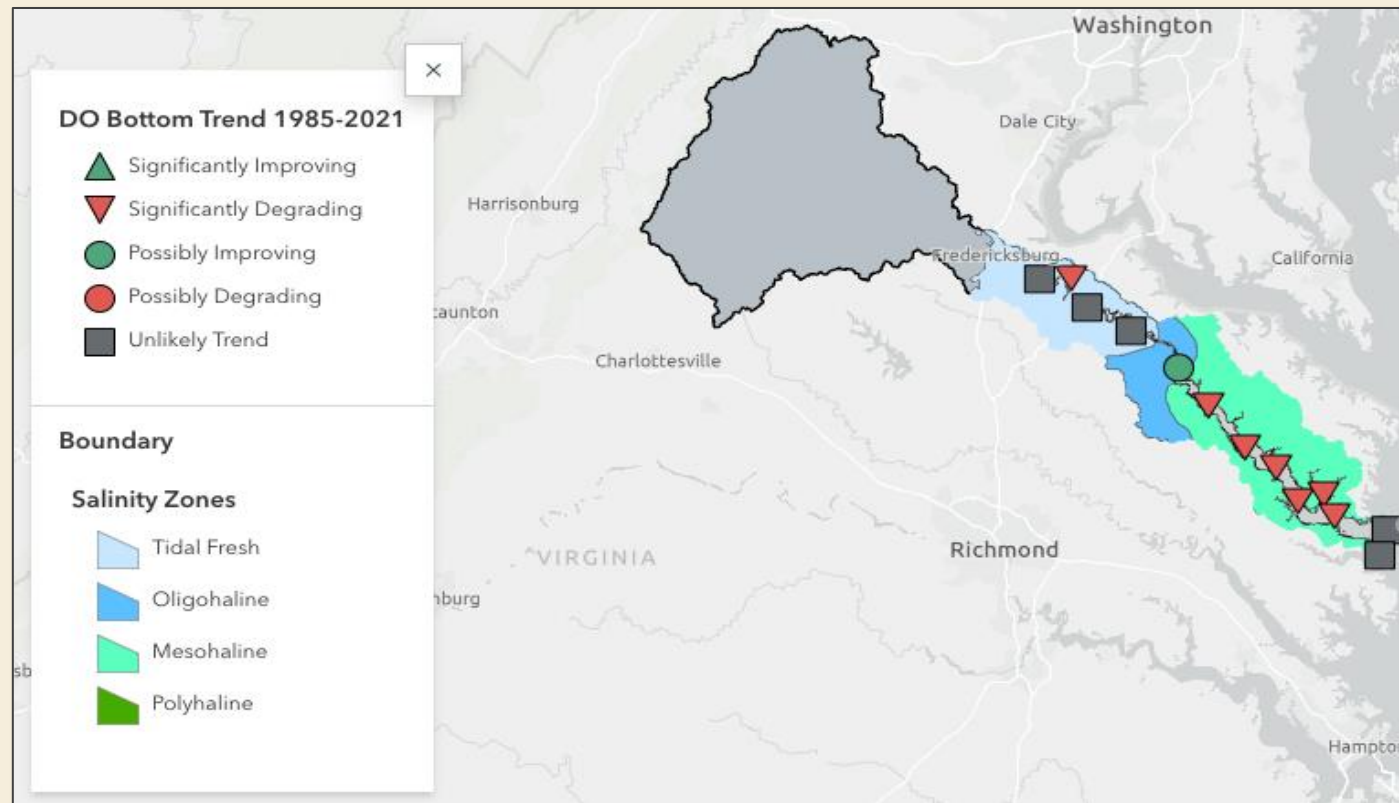 ×
DO Bottom Trend 1985-2021
Significantly Improving
Significantly Degrading
Possibly Improving
Possibly Degrading
Unlikely Trend
Boundary
Salinity Zones
Tidal Fresh
Oligohaline
Mesohaline
Polyhaline
Washington
Dale City
Harrisonburg
Fredericksburg
California
taunton
Charlottesville
Richmond
VIRGINIA
nburg
sb
Hampto